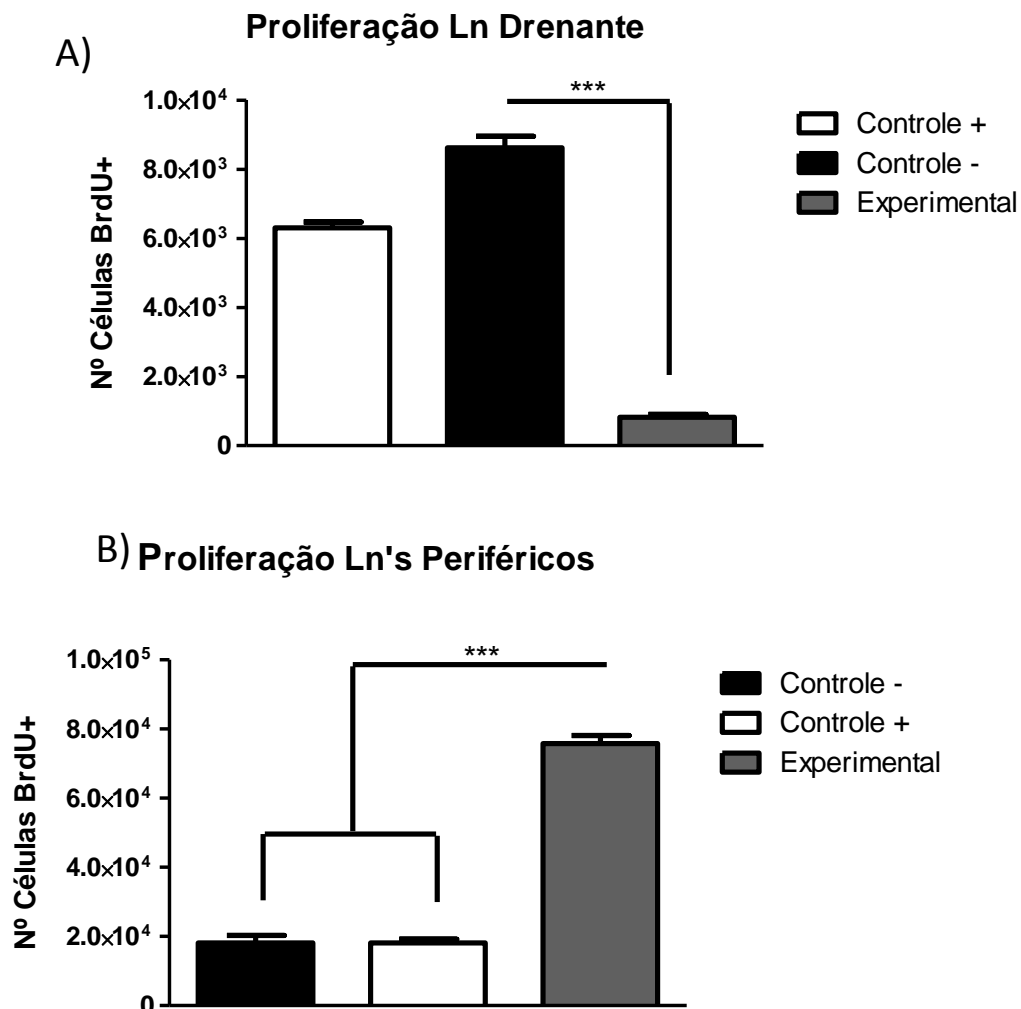 A)
Proliferação Ln Drenante
Nº Células BrdU+
1.0×10⁴
8.0×10³
6.0×10³
4.0×10³
2.0×10³
0
***
Controle +
Controle -
Experimental
B)
Proliferação Ln's Periféricos
Nº Células BrdU+
1.0×10⁵
8.0×10⁴
6.0×10⁴
4.0×10⁴
2.0×10⁴
0
***
Controle -
Controle +
Experimental